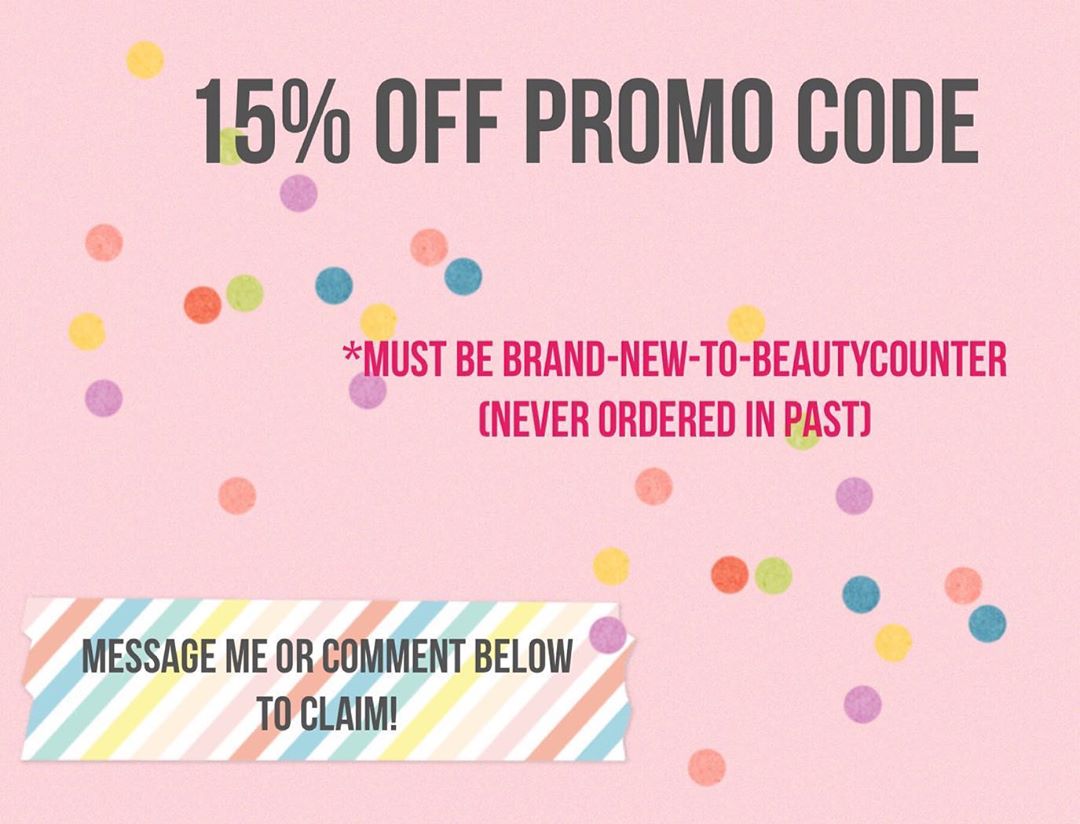 15% OFF PROMO CODE
*MUST BE BRAND-NEW-TO-BEAUTYCOUNTER
(NEVER ORDERED IN PAST)
MESSAGE ME OR COMMENT BELOW
TO CLAIM!